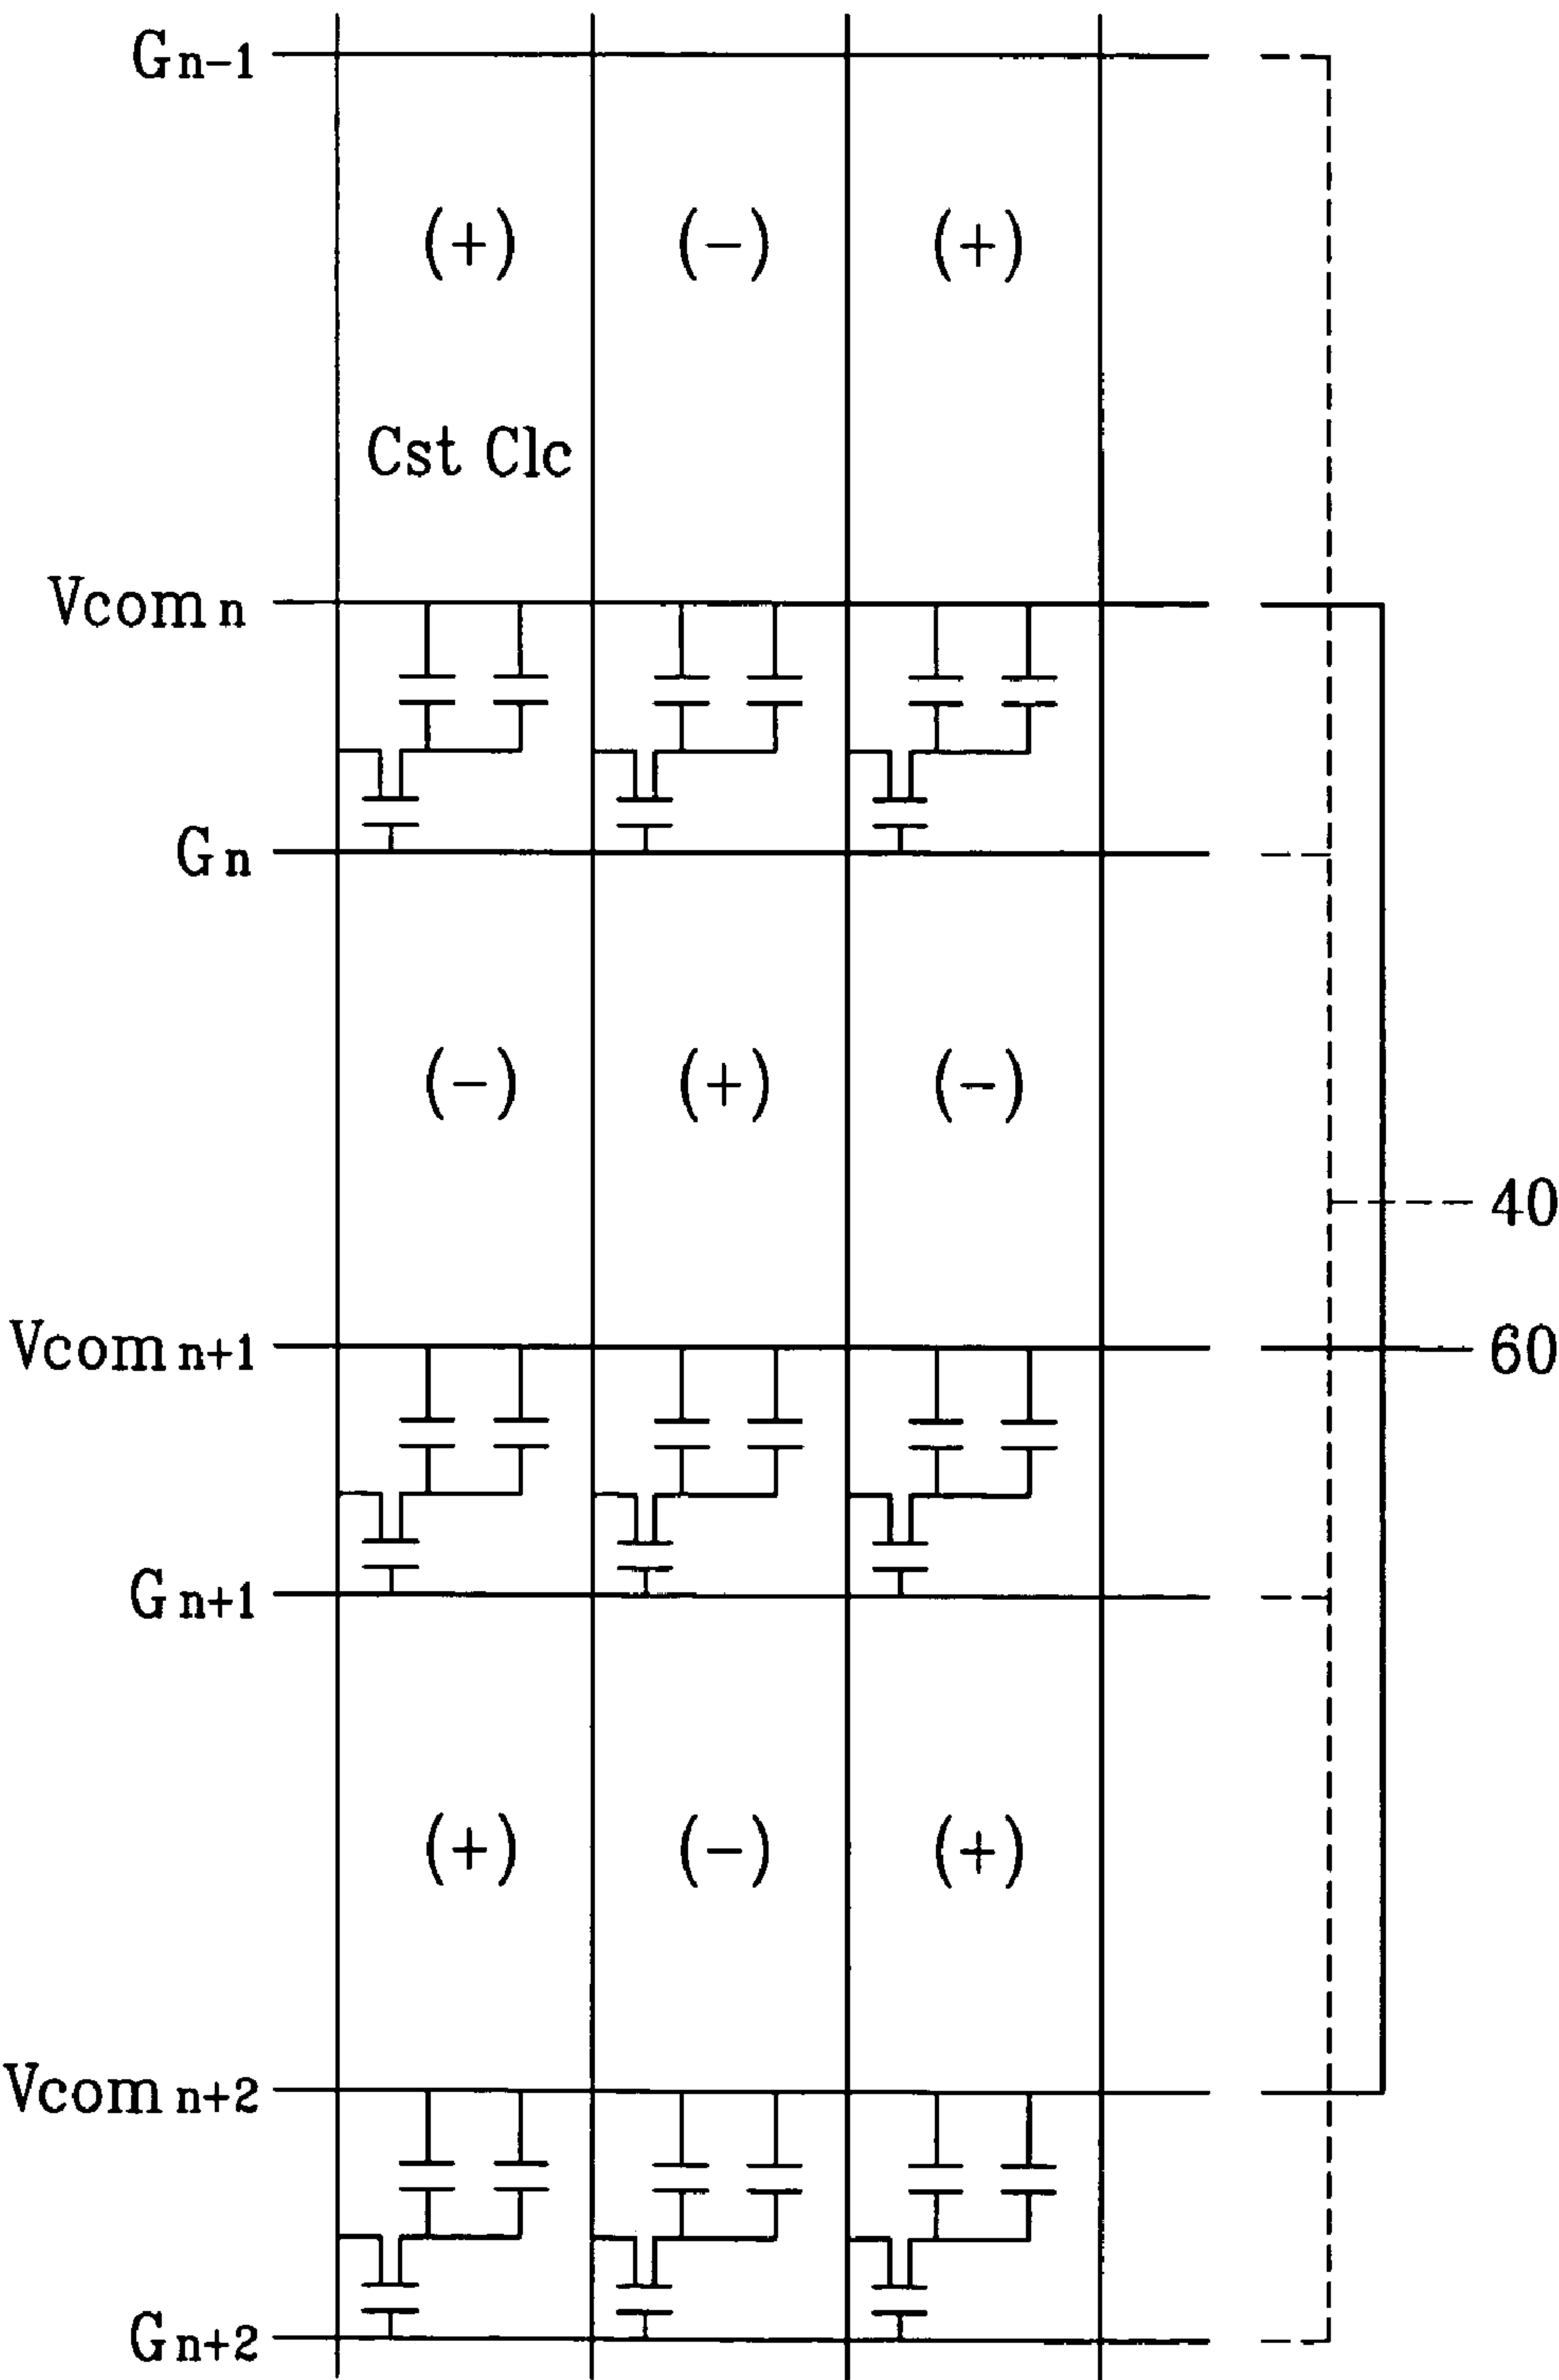 Gn-1
(+) (-) (+)
Cst Clc
Vcom n
Gn
(-) (+) (-)
40
Vcom n+1
60
Gn+1
(+) (-) (+)
Vcom n+2
Gn+2